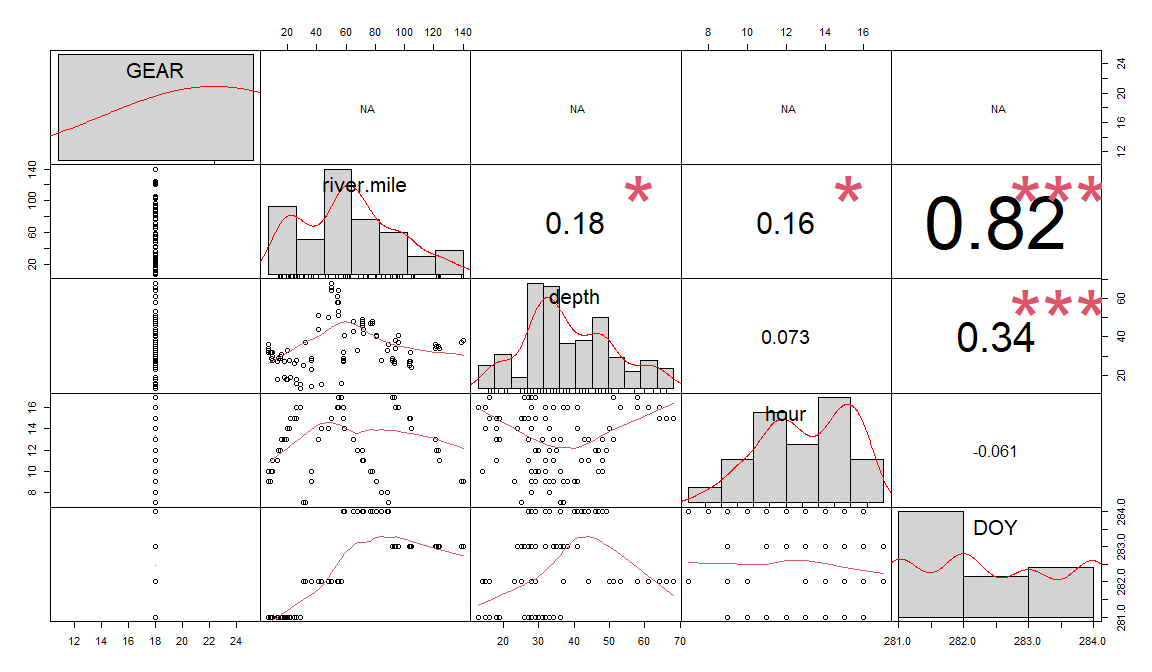 20 40 60 80 100 120 140 8 10 12 14 16
GEAR NA NA NA NA 12 16 20 24
20 60 100 140 river.mile 0.18 * 0.16 * 0.82 ***
depth 0.073 0.34 *** 20 40 60
8 10 12 14 16 hour -0.061
DOY 281.0 282.0 283.0 284.0
12 14 16 18 20 22 24 20 30 40 50 60 70 281.0 282.0 283.0 284.0